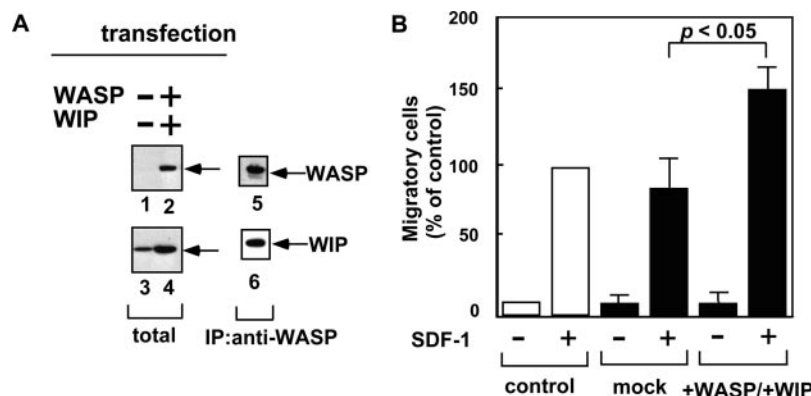 A
transfection
WASP - +
WIP - +
1 2
5
WASP
3 4
6
WIP
total
IP:anti-WASP
B
p < 0.05
Migratory cells
(% of control)
200
150
100
50
0
SDF-1 - + - + - +
control
mock
+WASP/+WIP